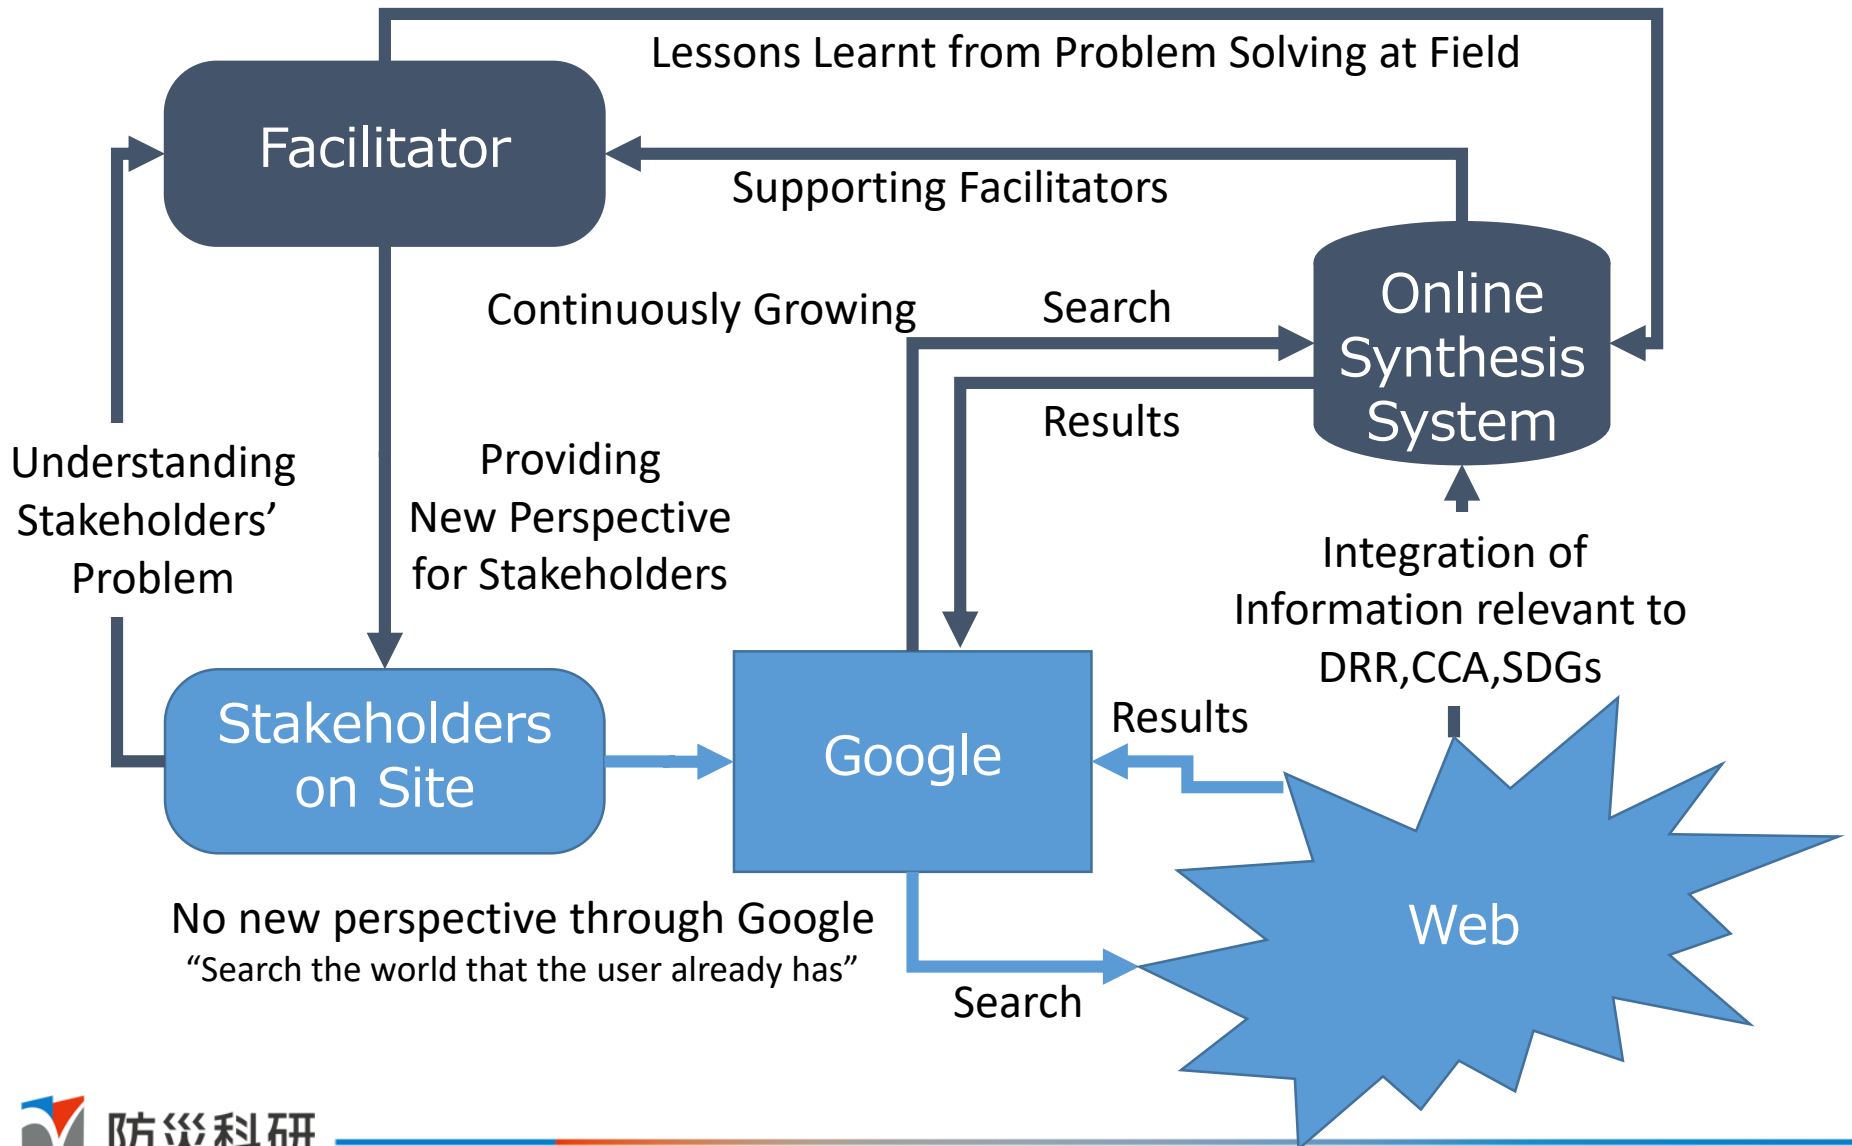 Lessons Learnt from Problem Solving at Field
Facilitator
Supporting Facilitators
Continuously Growing
Search
Online
Synthesis
System
Results
Understanding
Stakeholders’
Problem
Providing
New Perspective
for Stakeholders
Integration of
Information relevant to
DRR,CCA,SDGs
Stakeholders
on Site
Google
Results
Web
No new perspective through Google
“Search the world that the user already has”
Search
防災科研